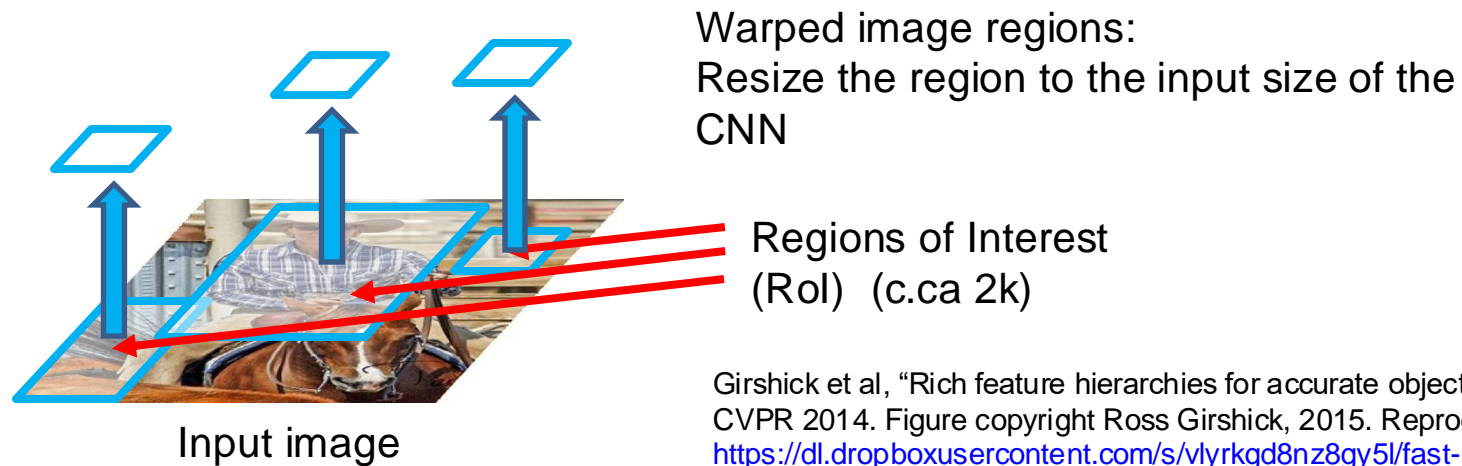 Warped image regions:
Resize the region to the input size of the
CNN
Regions of Interest
(RoI) (c.ca 2k)
Girshick et al, “Rich feature hierarchies for accurate object
CVPR 2014. Figure copyright Ross Girshick, 2015. Reproc
https://dl.dropboxusercontent.com/s/vlyrkgd8nz8gy5l/fast-
Input image